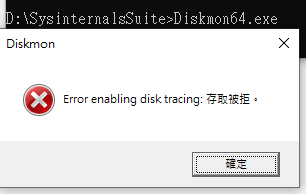 D:\SysinternalsSuite>Diskmon64.exe
Diskmon
Error enabling disk tracing: 存取被拒。
確定